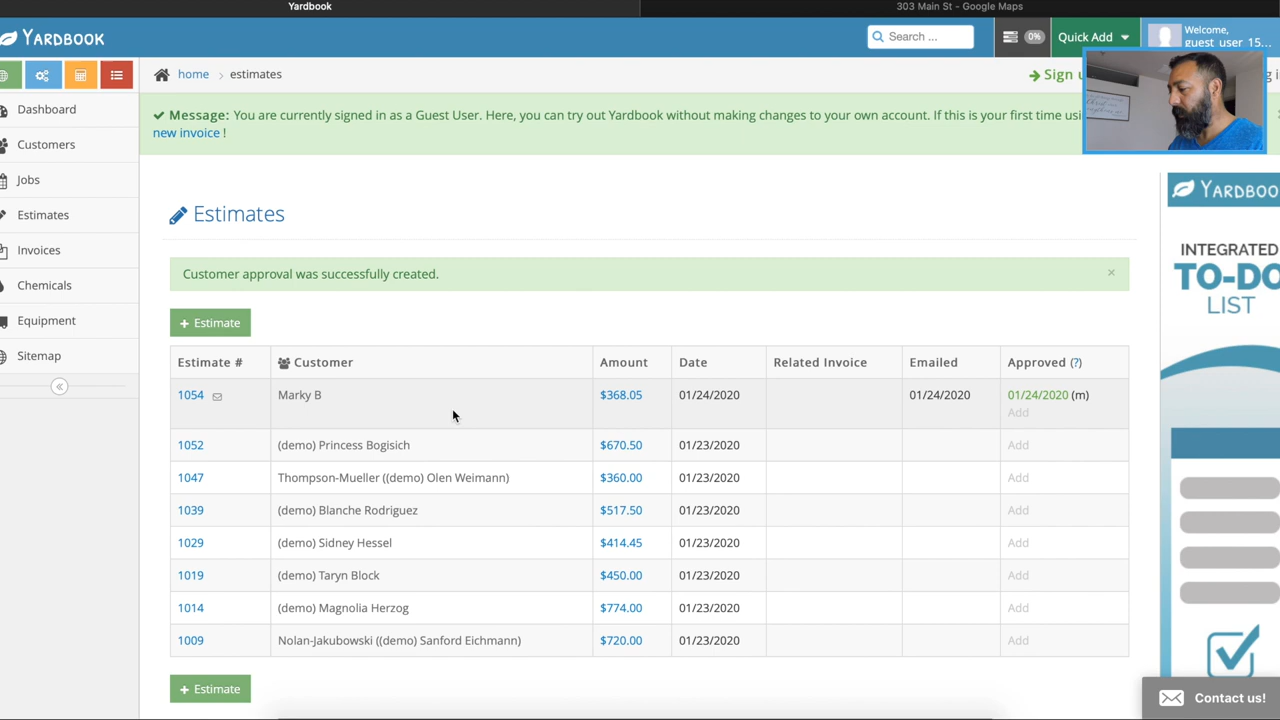 Yardbook
303 Main St - Google Maps
YARDBOOK
Search ...
0%
Quick Add
Welcome,
guest_user_15...
home > estimates
Sign u
Message: You are currently signed in as a Guest User. Here, you can try out Yardbook without making changes to your own account. If this is your first time usi
new invoice !
Dashboard
Customers
Jobs
Estimates
Invoices
Chemicals
Equipment
Sitemap
Estimates
Customer approval was successfully created.
×
+ Estimate
Estimate # Customer Amount Date Related Invoice Emailed Approved (?)
1054 Marky B $368.05 01/24/2020 01/24/2020 01/24/2020 (m)
Add
1052 (demo) Princess Bogisich $670.50 01/23/2020 Add
1047 Thompson-Mueller ((demo) Olen Weimann) $360.00 01/23/2020 Add
1039 (demo) Blanche Rodriguez $517.50 01/23/2020 Add
1029 (demo) Sidney Hessel $414.45 01/23/2020 Add
1019 (demo) Taryn Block $450.00 01/23/2020 Add
1014 (demo) Magnolia Herzog $774.00 01/23/2020 Add
1009 Nolan-Jakubowski ((demo) Sanford Eichmann) $720.00 01/23/2020 Add
+ Estimate
YARDBOO
INTEGRATED
TO-DO
LIST
Contact us!